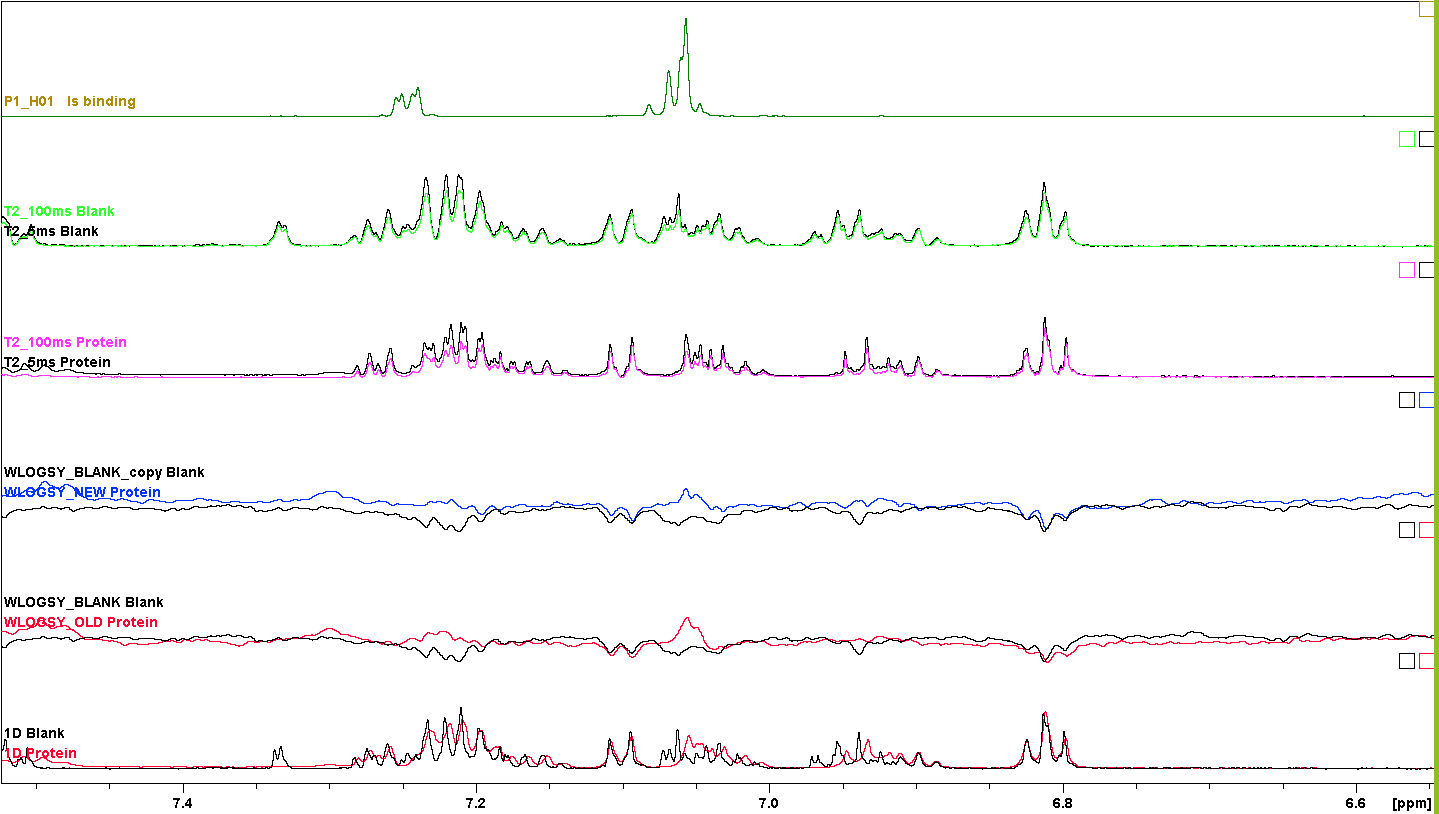 P1_H01 Is binding
T2_100ms Blank
T2_5ms Blank
T2_100ms Protein
T2_5ms Protein
WLOGSY_BLANK_copy Blank
WLOGSY_NEW Protein
WLOGSY_BLANK Blank
WLOGSY_OLD Protein
1D Blank
1D Protein
7.4 7.2 7.0 6.8 6.6 [ppm]